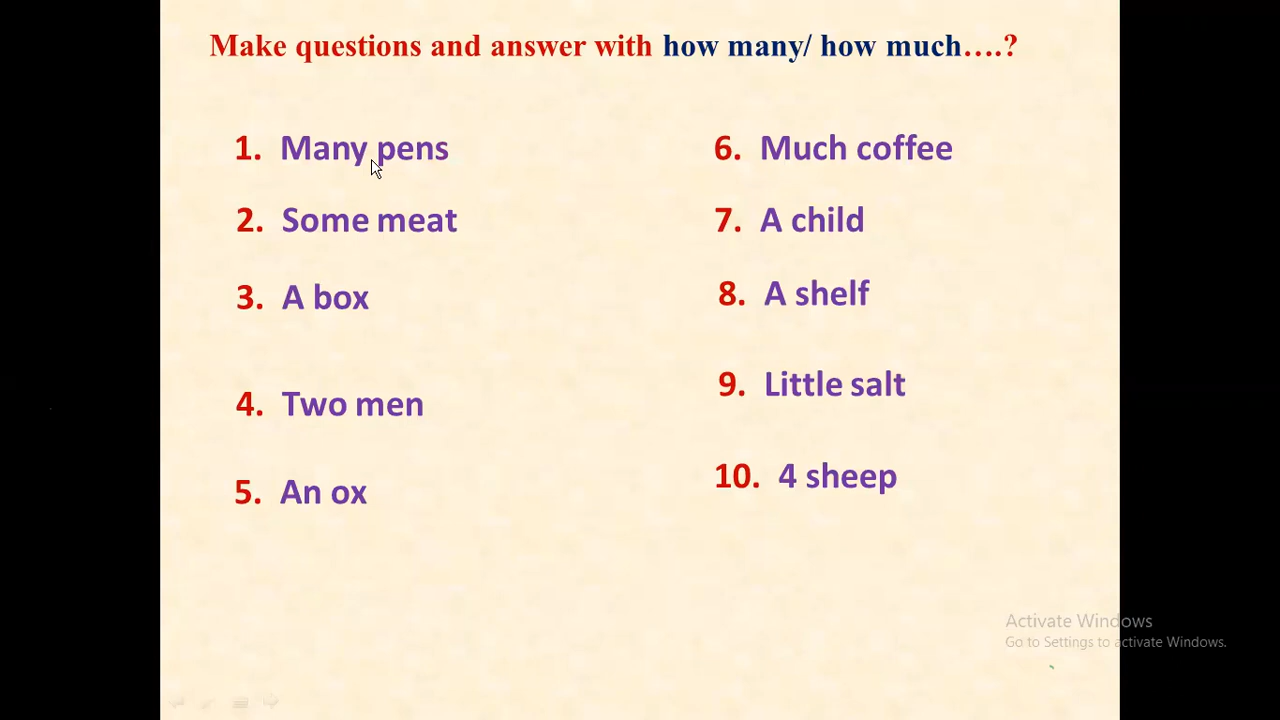 Make questions and answer with how many/ how much….?
1. Many pens
2. Some meat
3. A box
4. Two men
5. An ox
6. Much coffee
7. A child
8. A shelf
9. Little salt
10. 4 sheep
Activate Windows
Go to Settings to activate Windows.